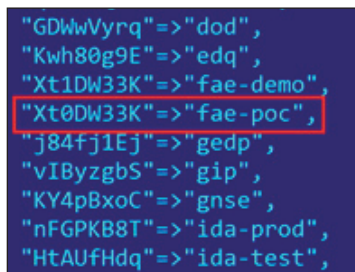 "GDWwVyrq"=>"dod",
"Kwh80g9E"=>"edq",
"Xt1DW33K"=>"fae-demo",
"Xt0DW33K"=>"fae-poc",
"j84fj1Ej"=>"gedp",
"vIByzgbS"=>"gip",
"KY4pBxoC"=>"gnse",
"nFGPKB8T"=>"ida-prod",
"HtAUfHdq"=>"ida-test",